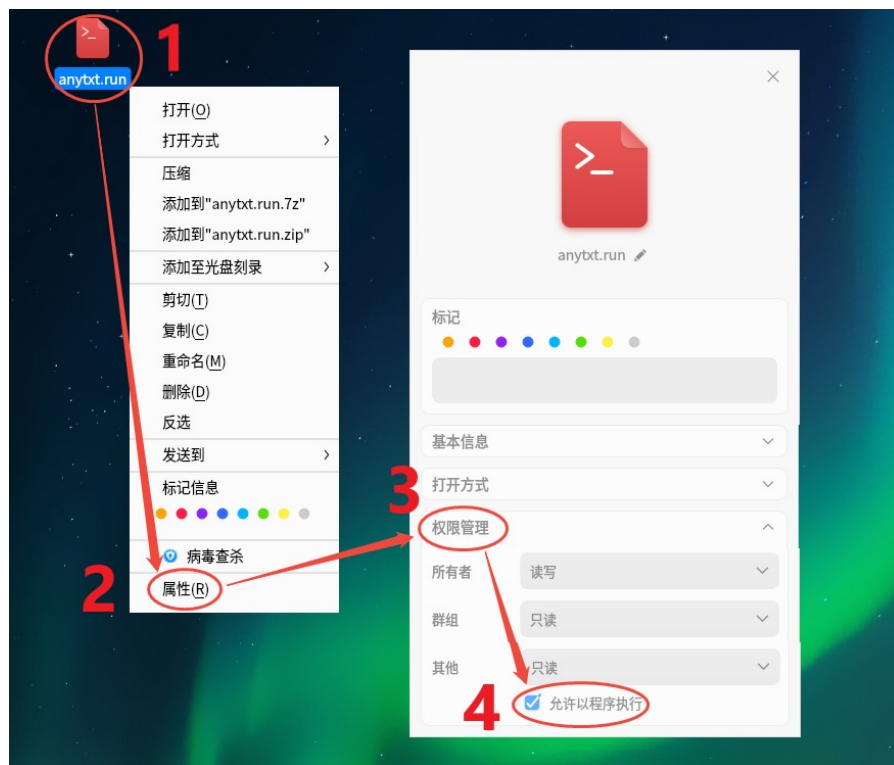 1
anytxt.run
打开(O)
打开方式
压缩
添加到"anytxt.run.7z"
添加到"anytxt.run.zip"
添加至光盘刻录
剪切(T)
复制(C)
重命名(M)
删除(D)
反选
发送到
标记信息
病毒查杀
2
属性(R)
>_
anytxt.run
标记
基本信息
3
打开方式
权限管理
所有者 读写
群组 只读
其他 只读
4
允许以程序执行